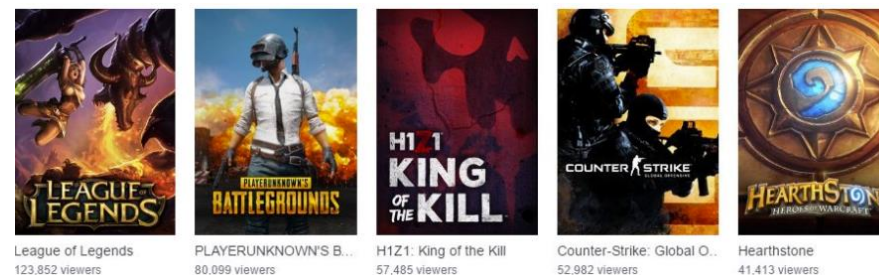 LEAGUE OF
LEGENDS
League of Legends
123,852 viewers
PLAYERUNKNOWN'S
BATTLEGROUNDS
PLAYERUNKNOWN'S B...
80,099 viewers
H1Z1
KING
OF THE KILL
H1Z1: King of the Kill
57,485 viewers
COUNTER STRIKE
GLOBAL OFFENSIVE
Counter-Strike: Global O...
52,982 viewers
HEARTHSTON
HEROES OF WARCRAFT
Hearthstone
41,413 viewers